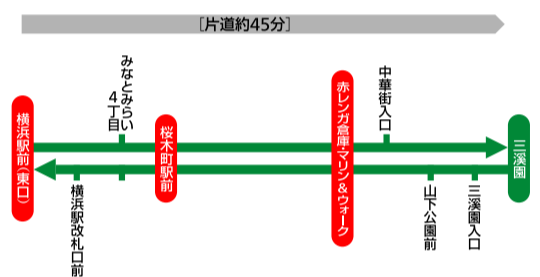 [片道約45分]
横浜駅前(東口)
みなとみらい
4丁目
桜木町駅前
赤レンガ倉庫・マリン&ウォーク
中華街入口
三溪園
横浜駅改札口前
山下公園前
三溪園入口